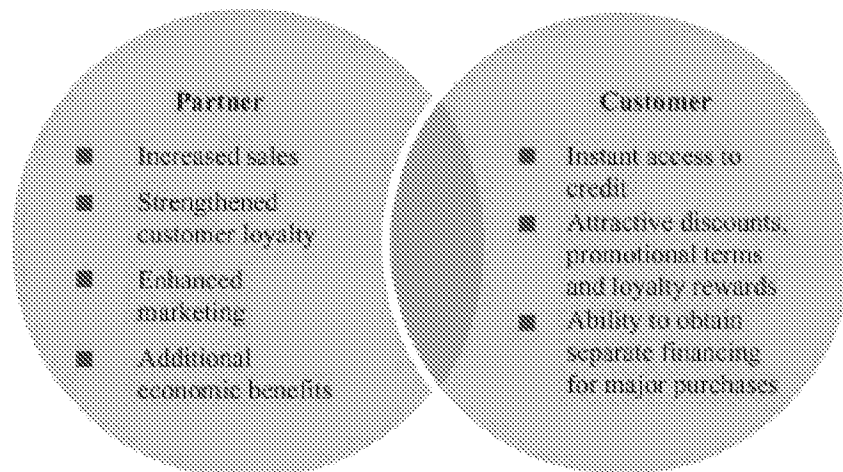 Partner
■ Increased sales
■ Strengthened
customer loyalty
■ Enhanced
marketing
■ Additional
economic benefits
Customer
■ Instant access to
credit
■ Attractive discounts,
promotional terms
and loyalty rewards
■ Ability to obtain
separate financing
for major purchases